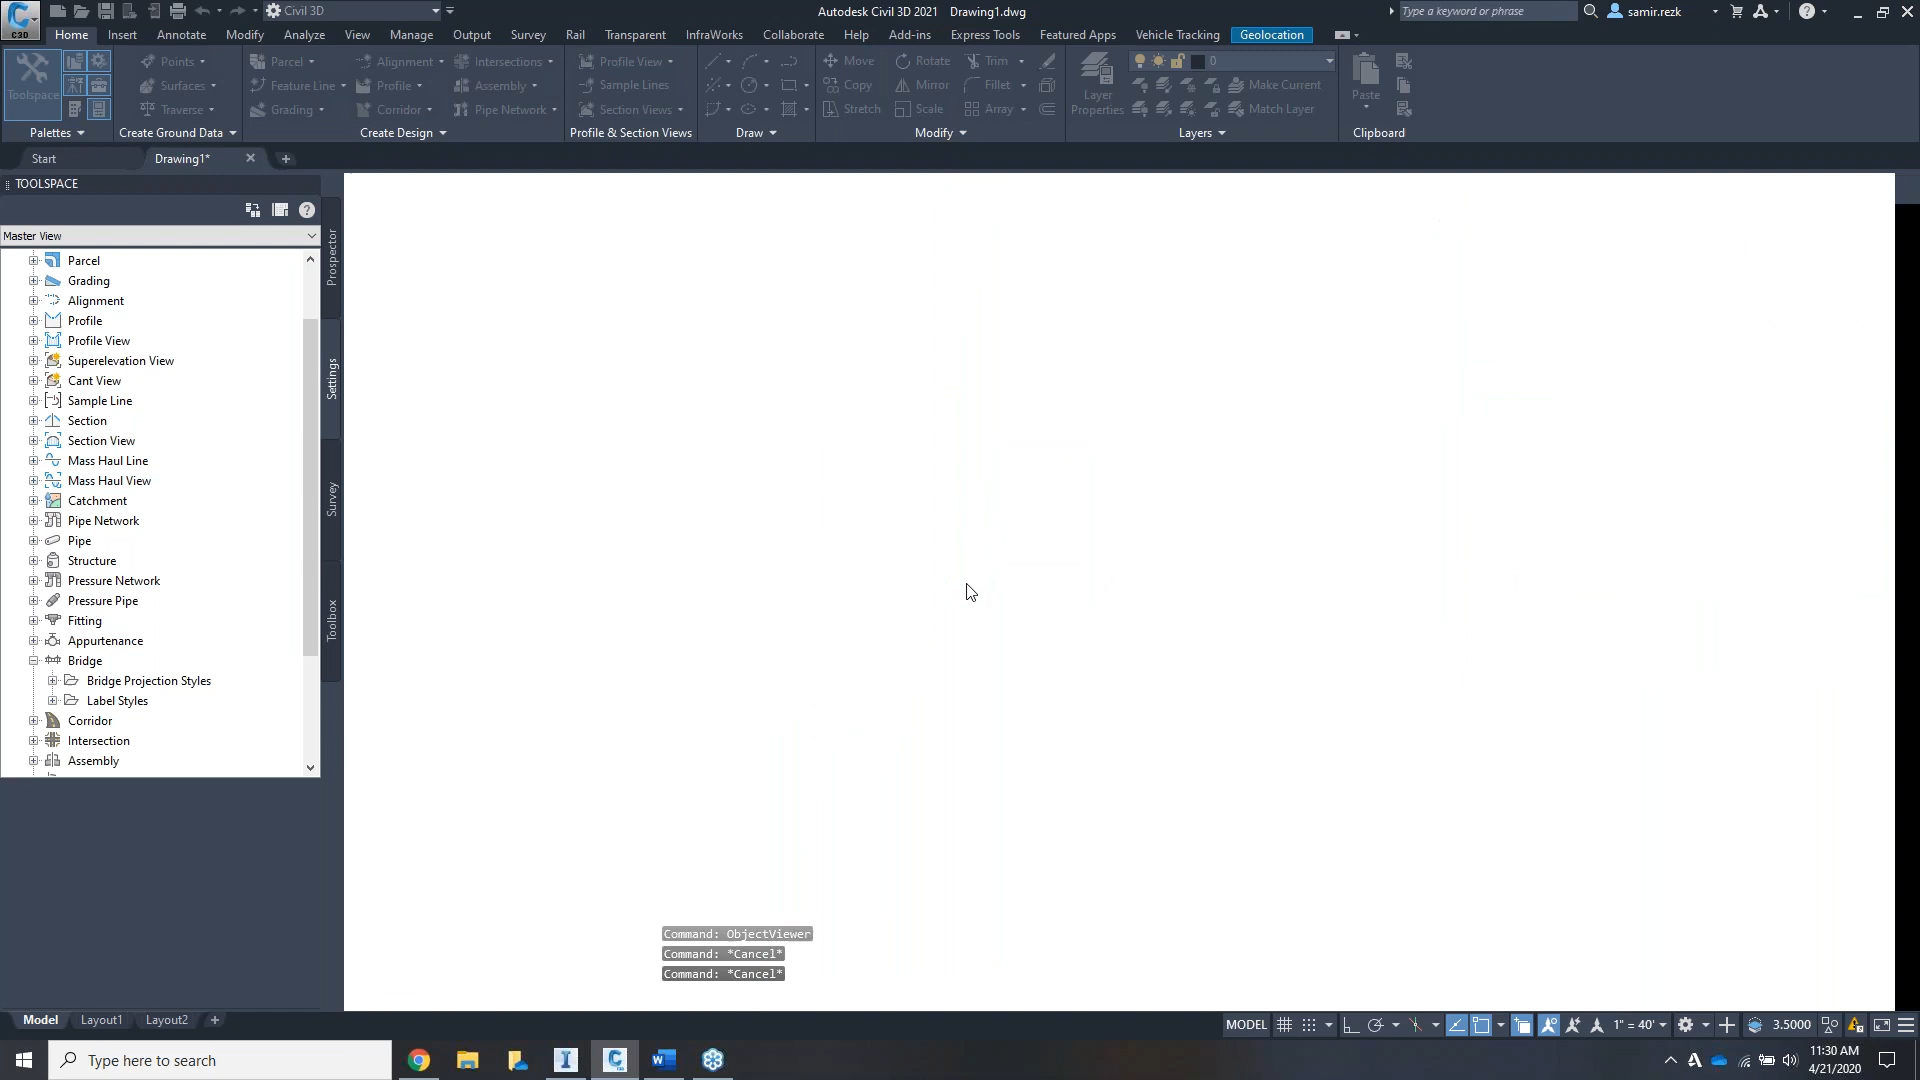 Civil 3D
Autodesk Civil 3D 2021 Drawing1.dwg
Type a keyword or phrase
samir.rezk
C3D
Home Insert Annotate Modify Analyze View Manage Output Survey Rail Transparent InfraWorks Collaborate Help Add-ins Express Tools Featured Apps Vehicle Tracking Geolocation
Points Parcel Alignment Intersections Profile View Move Rotate Trim 0
Toolspace Surfaces Feature Line Profile Assembly Sample Lines Copy Mirror Fillet Layer Properties Make Current Paste
Traverse Grading Corridor Pipe Network Section Views Stretch Scale Array Match Layer
Palettes Create Ground Data Create Design Profile & Section Views Draw Modify Layers Clipboard
Start Drawing1*
TOOLSPACE
Master View
Parcel
Grading
Alignment
Profile
Profile View
Superelevation View
Cant View
Sample Line
Section
Section View
Mass Haul Line
Mass Haul View
Catchment
Pipe Network
Pipe
Structure
Pressure Network
Pressure Pipe
Fitting
Appurtenance
Bridge
Bridge Projection Styles
Label Styles
Corridor
Intersection
Assembly
Prospector
Settings
Survey
Toolbox
Command: ObjectViewer
Command: *Cancel*
Command: *Cancel*
Model Layout1 Layout2
MODEL 1" = 40' 3.5000
Type here to search
11:30 AM
4/21/2020